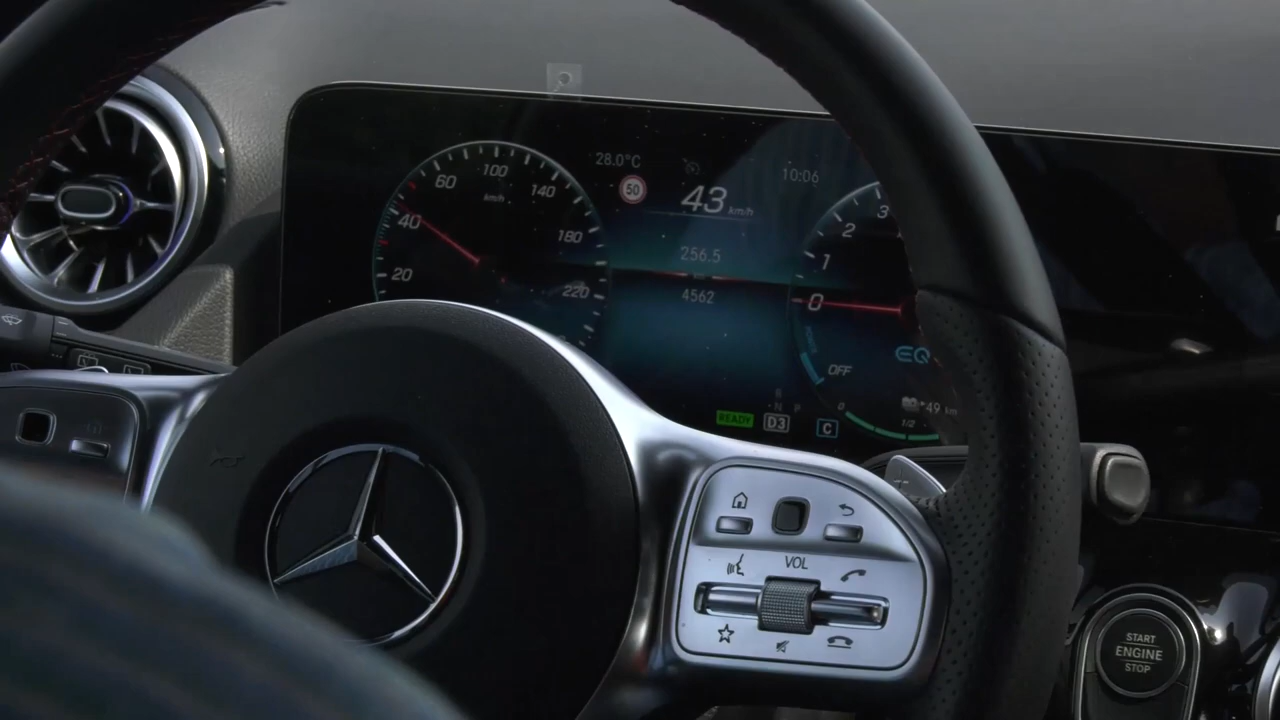 28.0°C
10:06
50
43 km/h
20
40
60
100
140
180
220
km/h
256.5
4562
3
2
1
0
OFF
EQ
0
1/2
49 km
READY
R
N P
D3
C
VOL
START
ENGINE
STOP